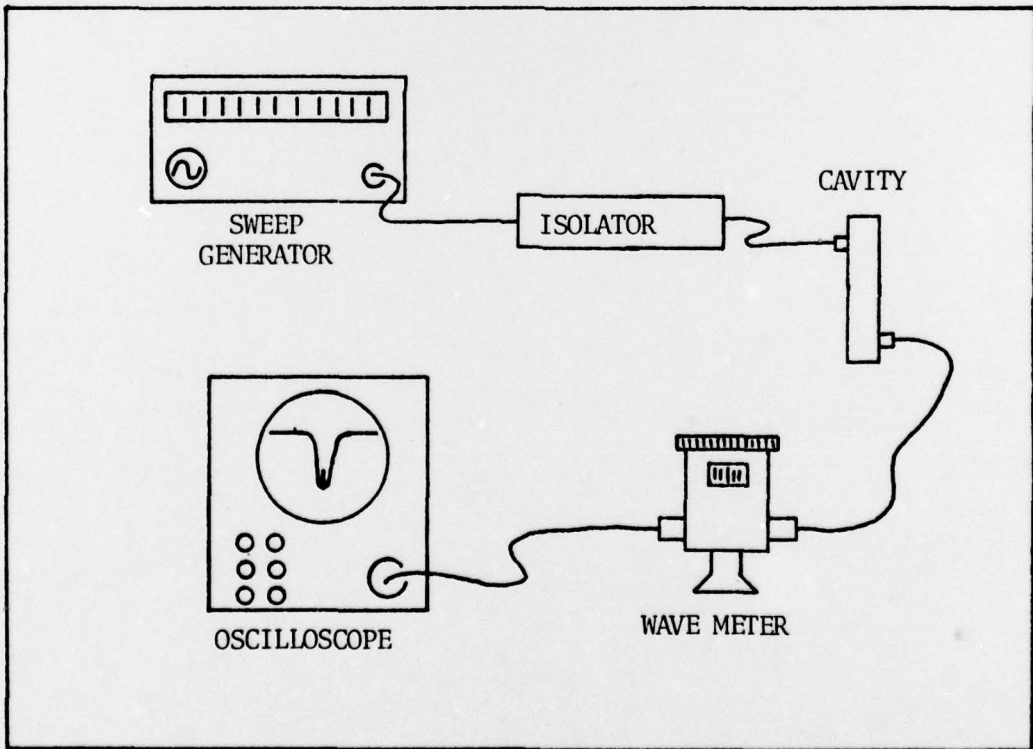 SWEEP
GENERATOR
ISOLATOR
CAVITY
OSCILLOSCOPE
WAVE METER